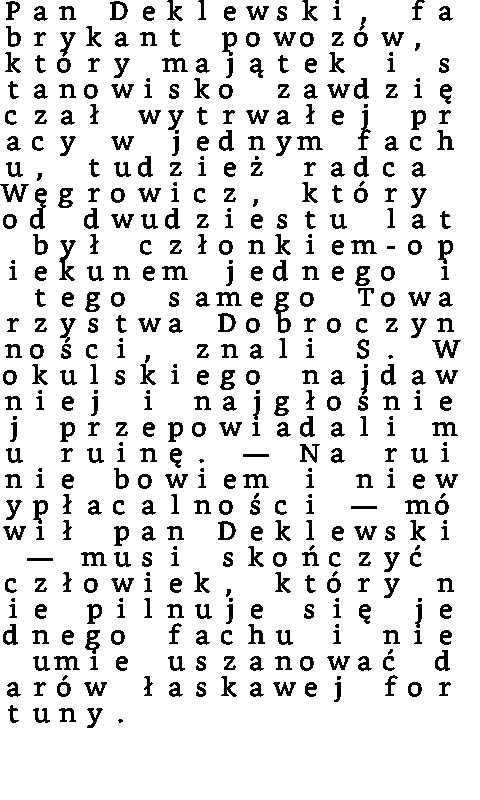 Pan Deklewski, fa
brykant powozów,
który majątek i s
tanowisko zawdzię
czał wytrwałej pr
acy w jednym fach
u, tudzież radca
Węgrowicz, który
od dwudziestu lat
był członkiem-op
iekunem jednego i
tego samego Towa
rzystwa Dobroczyn
ności, znali S. W
okulskiego najdaw
niej i najgłośnie
j przepowiadali m
u ruinę. — Na rui
nie bowiem i niew
ypłacalności — mó
wił pan Deklewski
— musi skończyć
człowiek, który n
ie pilnuje się je
dnego fachu i nie
umie uszanować d
arów łaskawej for
tuny.